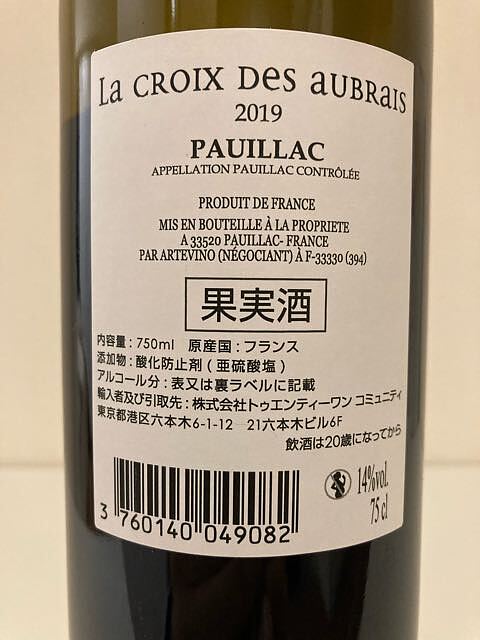 La CROIX Des aUBRaIS
2019
PAUILLAC
APPELLATION PAUILLAC CONTRÔLÉE
PRODUIT DE FRANCE
MIS EN BOUTEILLE À LA PROPRIETE
A 33520 PAUILLAC- FRANCE
PAR ARTEVINO (NÉGOCIANT) À F-33330 (394)
果実酒
内容量：750ml 原産国：フランス
添加物：酸化防止剤（亜硫酸塩）
アルコール分：表又は裏ラベルに記載
輸入者及び引取先：株式会社トゥエンティーワン コミュニティ
東京都港区六本木6-1-12 21六本木ビル6F
飲酒は20歳になってから
14%vol.
75 cl
3 760140 049082